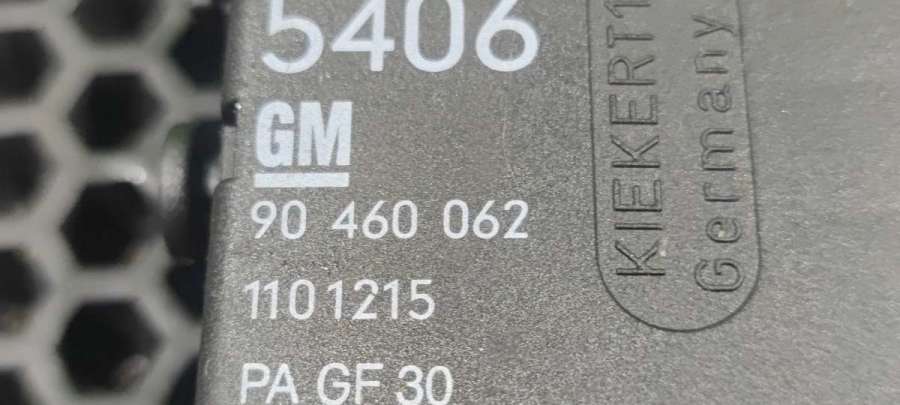 5406
GM
90 460 062
1101215
PA GF 30
KIEKERT
Germany